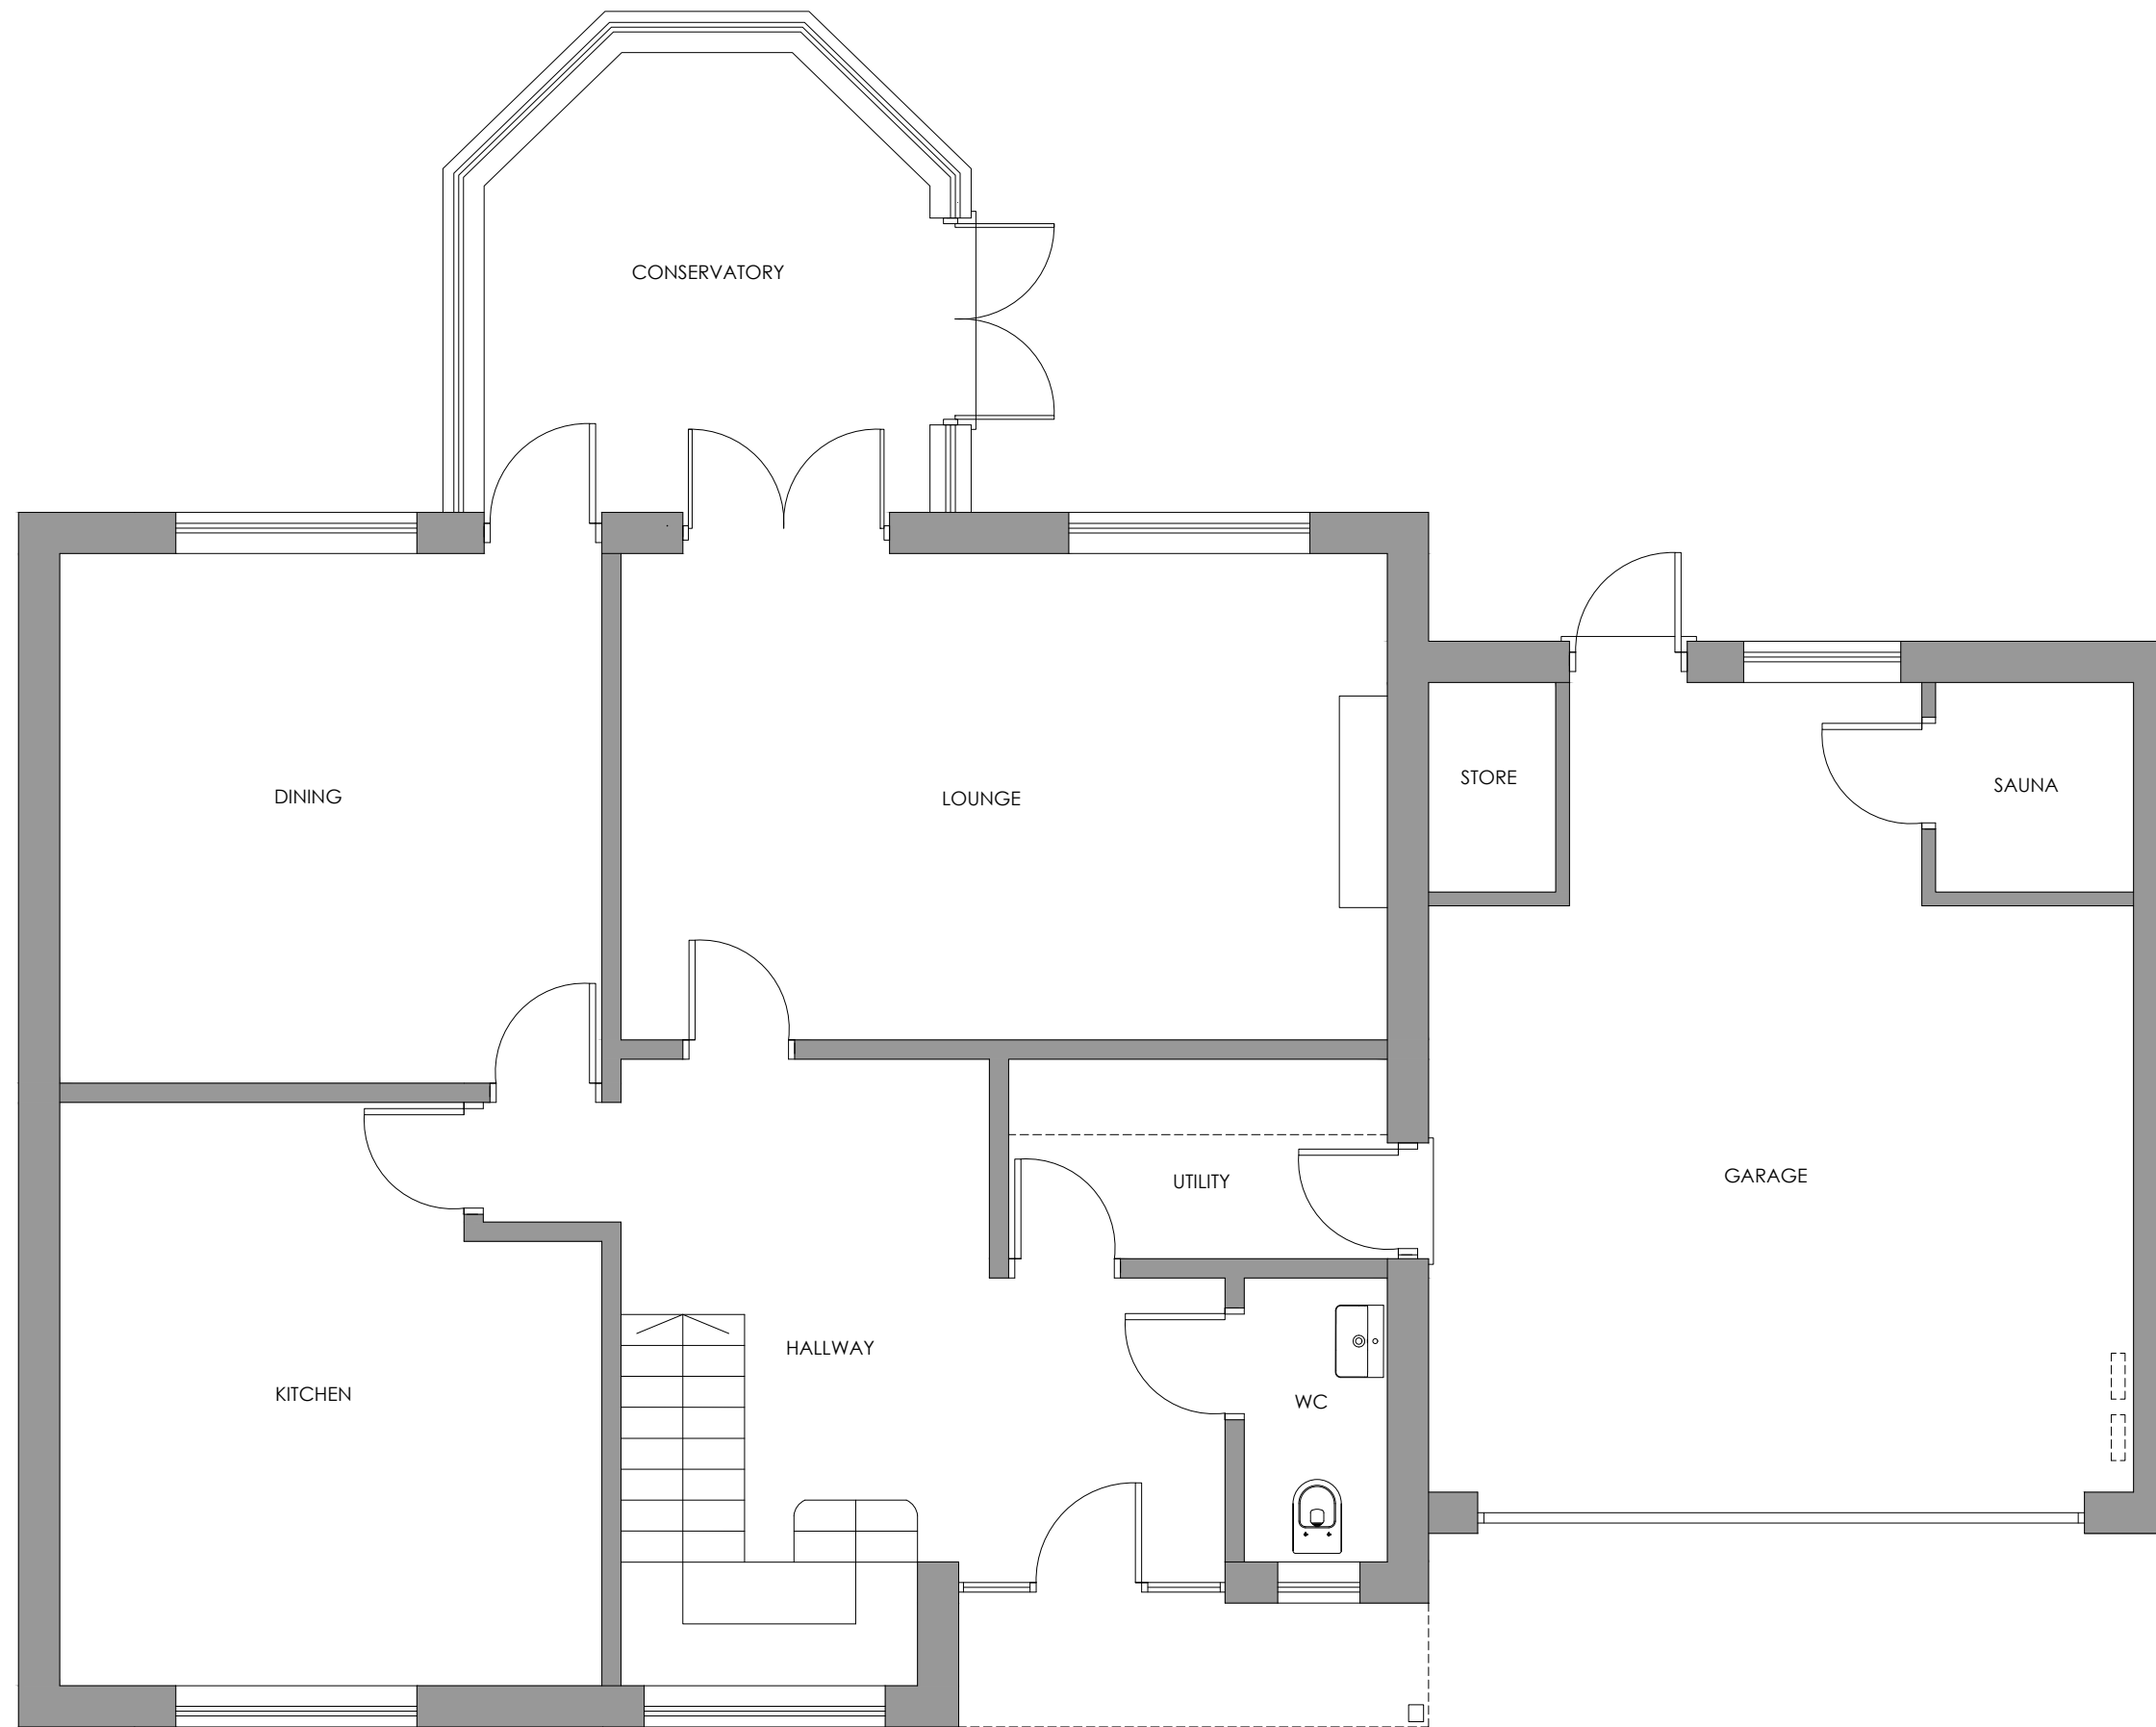 CONSERVATORY
DINING
LOUNGE
STORE
SAUNA
UTILITY
GARAGE
HALLWAY
KITCHEN
WC